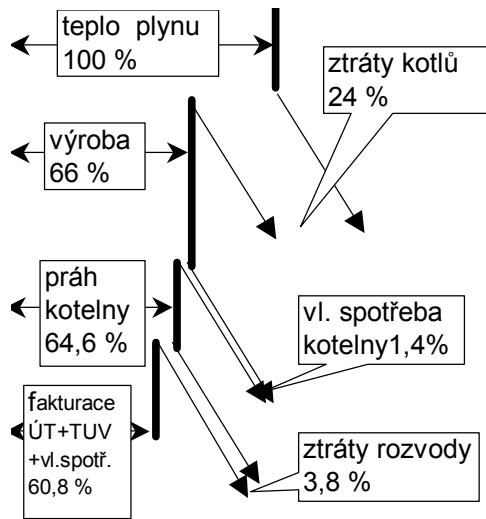 teplo plynu
100 %
ztráty kotlů
24 %
výroba
66 %
práh
kotelny
64,6 %
vl. spotřeba
kotelny1,4%
fakturace
ÚT+TUV
+vl.spotř.
60,8 %
ztráty rozvody
3,8 %